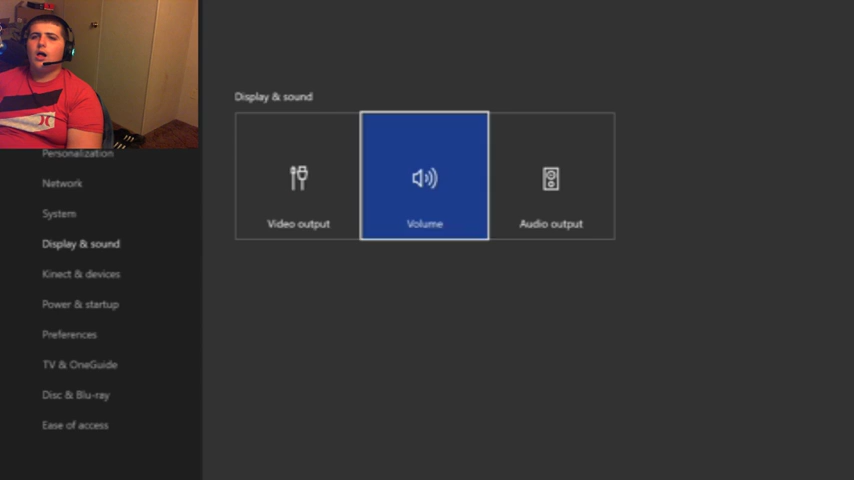 Display & sound
Video output
Volume
Audio output
Personalization
Network
System
Display & sound
Kinect & devices
Power & startup
Preferences
TV & OneGuide
Disc & Blu-ray
Ease of access